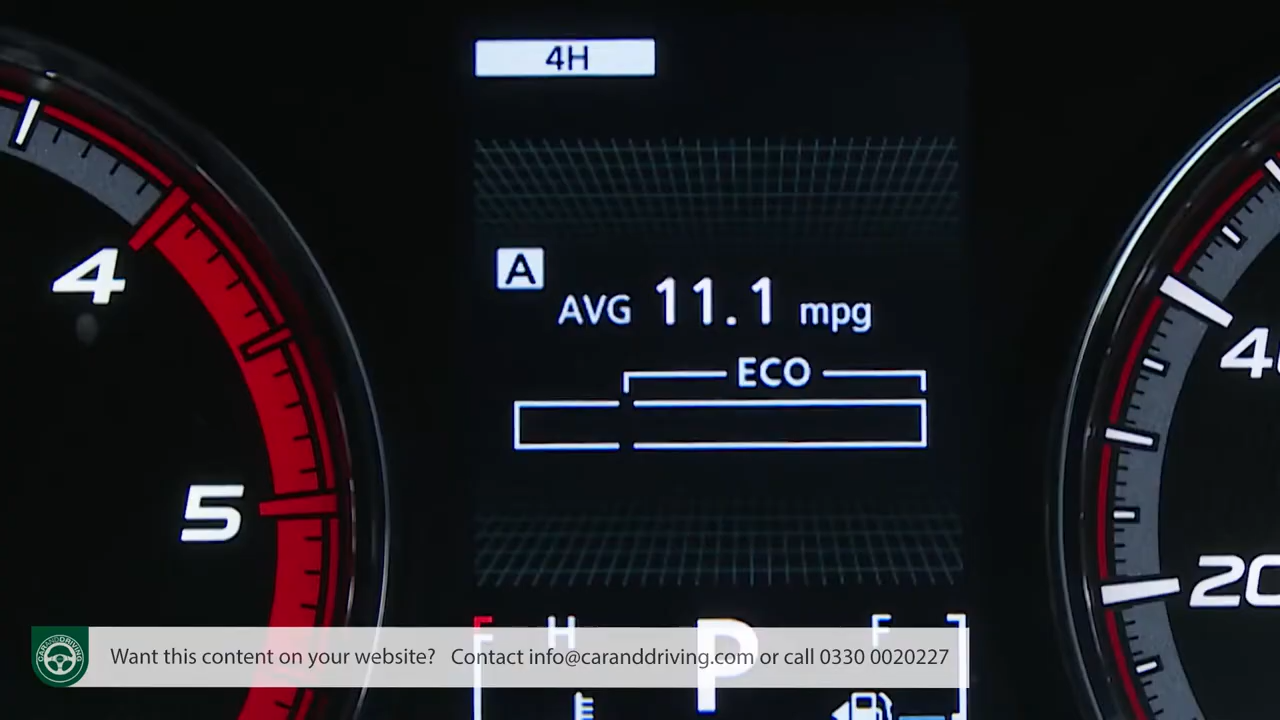 4H
4
A AVG 11.1 mpg
ECO
5
20
H P F
Want this content on your website? Contact info@caranddriving.com or call 0330 0020227